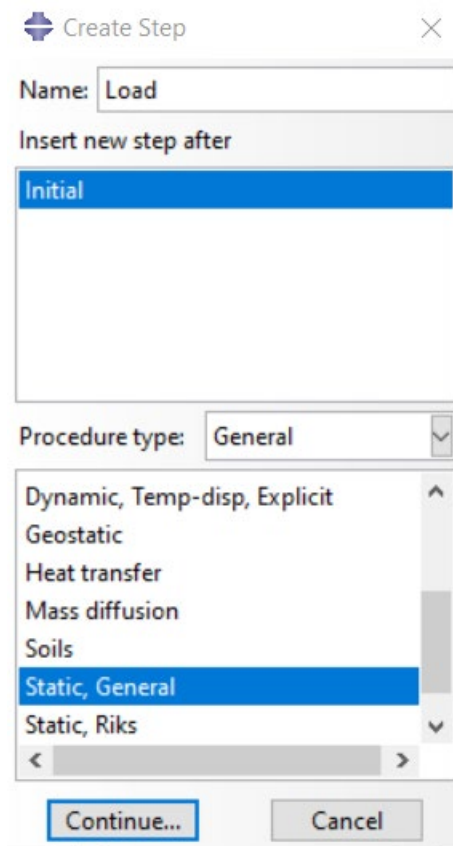 Create Step
Name: Load
Insert new step after
Initial
Procedure type: General
Dynamic, Temp-disp, Explicit
Geostatic
Heat transfer
Mass diffusion
Soils
Static, General
Static, Riks
Continue... Cancel